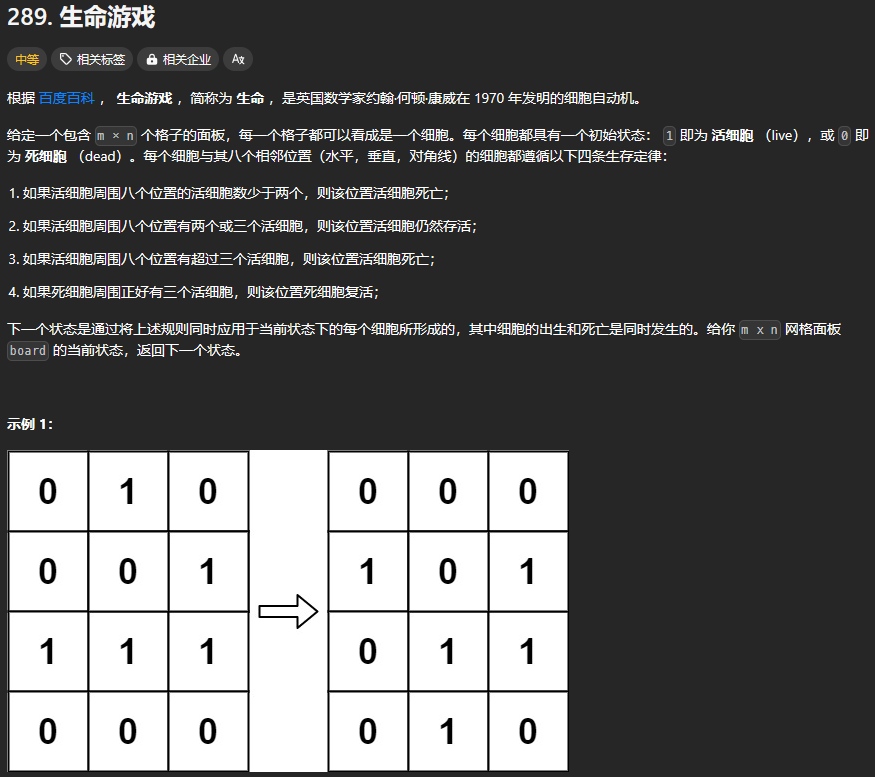 289. 生命游戏
中等 相关标签 相关企业 Ax
根据 百度百科 ， 生命游戏 ，简称为 生命 ，是英国数学家约翰·何顿·康威在 1970 年发明的细胞自动机。
给定一个包含 m × n 个格子的面板，每一个格子都可以看成是一个细胞。每个细胞都具有一个初始状态： 1 即为 活细胞 （live），或 0 即
为 死细胞 （dead）。每个细胞与其八个相邻位置（水平，垂直，对角线）的细胞都遵循以下四条生存定律：
1. 如果活细胞周围八个位置的活细胞数少于两个，则该位置活细胞死亡；
2. 如果活细胞周围八个位置有两个或三个活细胞，则该位置活细胞仍然存活；
3. 如果活细胞周围八个位置有超过三个活细胞，则该位置活细胞死亡；
4. 如果死细胞周围正好有三个活细胞，则该位置死细胞复活；
下一个状态是通过将上述规则同时应用于当前状态下的每个细胞所形成的，其中细胞的出生和死亡是同时发生的。给你 m x n 网格面板
board 的当前状态，返回下一个状态。
示例 1：
0 1 0 0 0 0
0 0 1 1 0 1
1 1 1 0 1 1
0 0 0 0 1 0